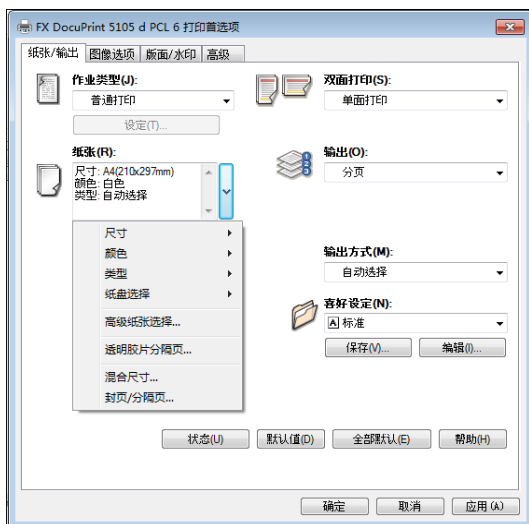 FX DocuPrint 5105 d PCL 6 打印首选项
纸张/输出 图像选项 版面/水印 高级
作业类型(J):
普通打印
设定(T)...
双面打印(S):
单面打印
纸张(R):
尺寸: A4(210x297mm)
颜色: 白色
类型: 自动选择
输出(O):
分页
1
2
3
尺寸
颜色
类型
纸盘选择
高级纸张选择...
透明胶片分隔页...
混合尺寸...
封页/分隔页...
输出方式(M):
自动选择
喜好设定(N):
A 标准
保存(V)... 编辑(I)...
状态(U) 默认值(D) 全部默认(E) 帮助(H)
确定 取消 应用(A)